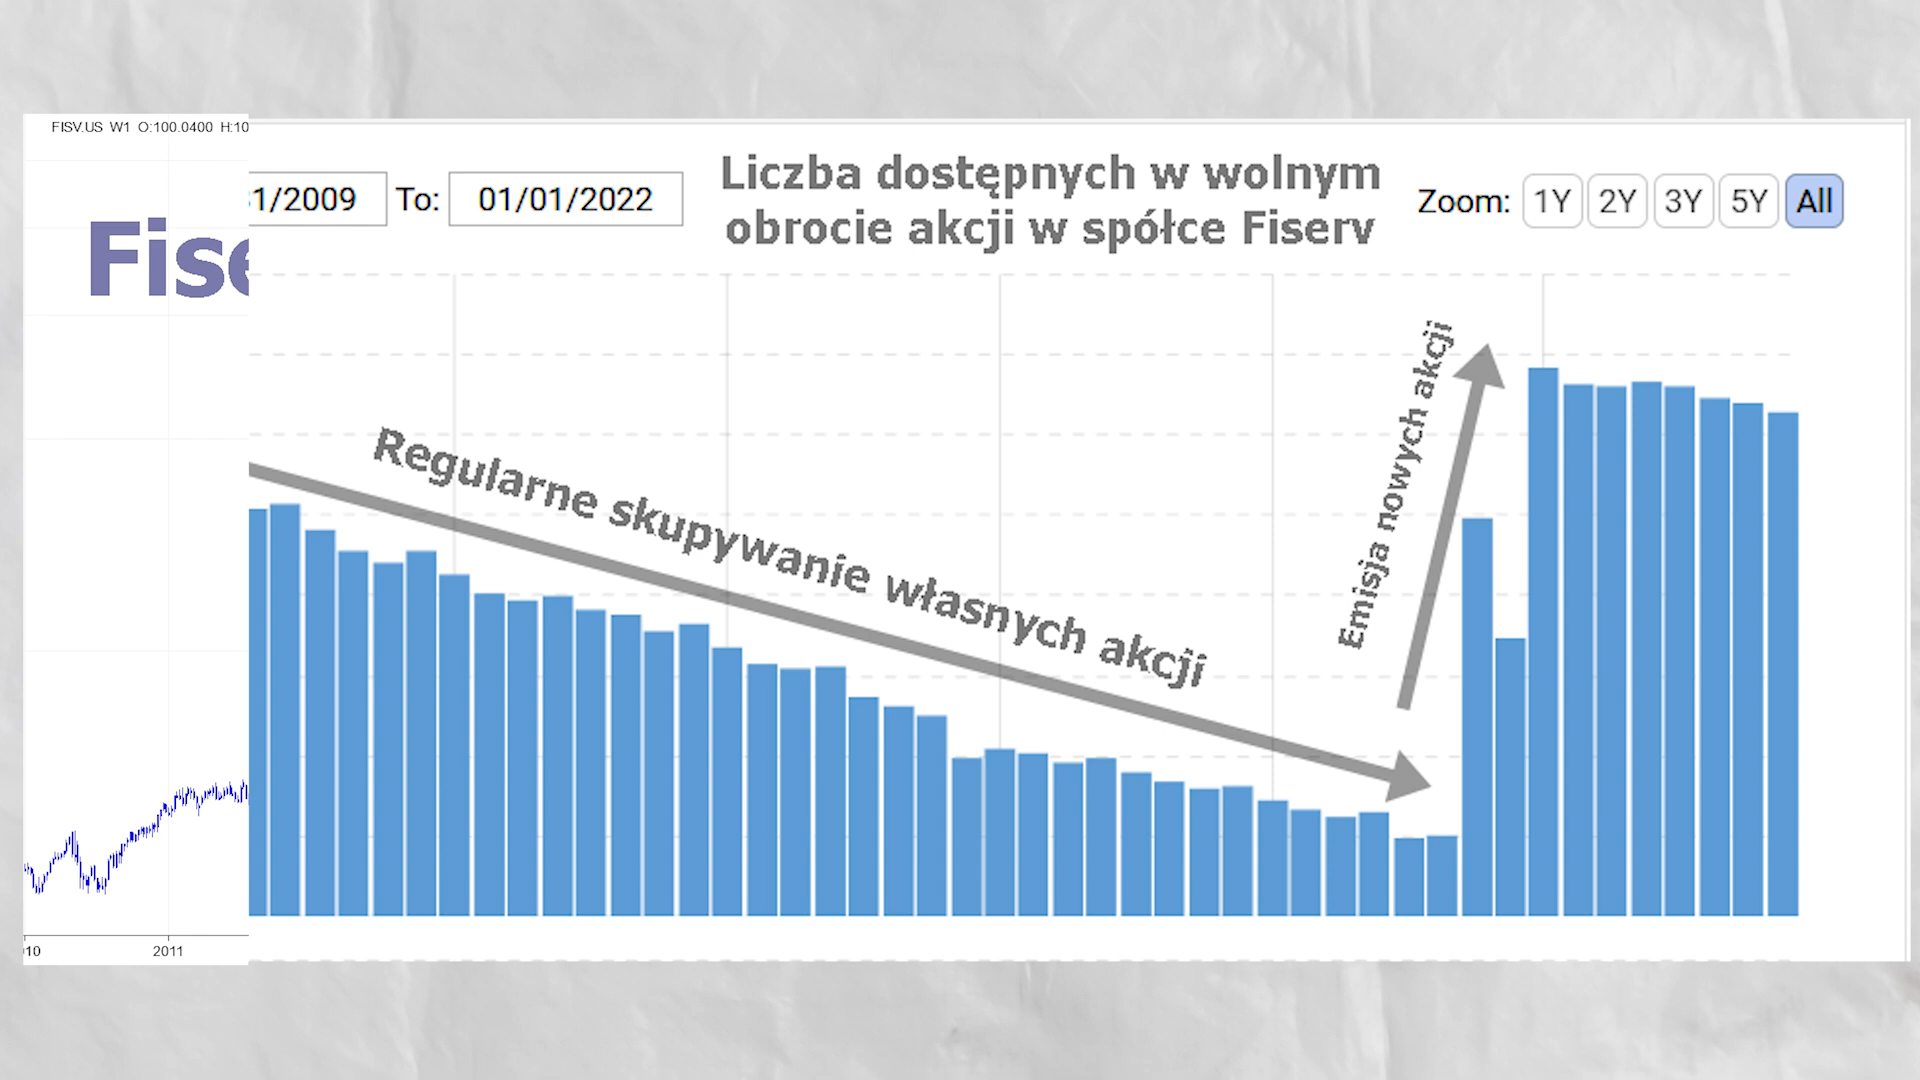 FISV.US W1 O:100.0400 H:10
Fise
1/2009 To: 01/01/2022
Liczba dostępnych w wolnym
obrocie akcji w spółce Fiserv
Zoom: 1Y 2Y 3Y 5Y All
Regularne skupywanie własnych akcji
Emisja nowych akcji
10 2011